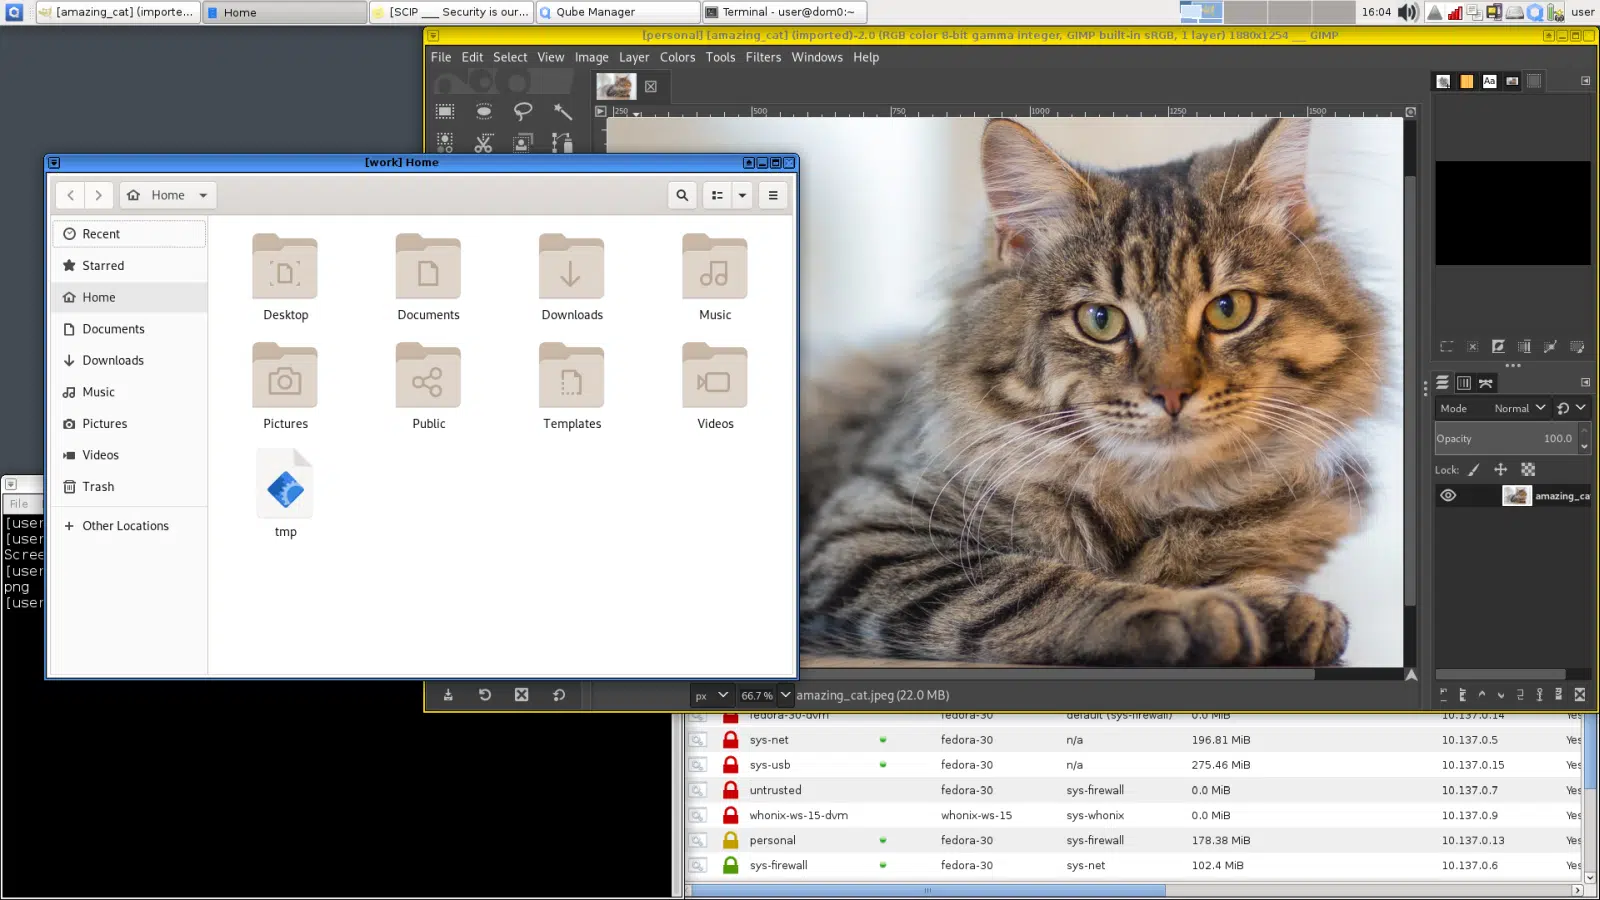 [amazing_cat] (importe...
Home
[SCIP ___ Security is our...
Qube Manager
Terminal - user@dom0:~
16:04
user
[personal] [amazing_cat] (imported)-2.0 (RGB color 8-bit gamma integer, GIMP built-in sRGB, 1 layer) 1880x1254 __ GIMP
File Edit Select View Image Layer Colors Tools Filters Windows Help
250 500 750 1000 1250 1500
Aa
[work] Home
Home
Recent
Starred
Home
Documents
Downloads
Music
Pictures
Videos
Trash
+ Other Locations
Desktop Documents Downloads Music
Pictures Public Templates Videos
tmp
Mode Normal
Opacity 100.0
Lock:
amazing_ca
File
[user
[user
Scree
[user
png
[user
px 66.7 % amazing_cat.jpeg (22.0 MB)
fedora-30-dvm fedora-30 default (sys-firewall) 0.0 MiB 10.137.0.14 Yes
sys-net fedora-30 n/a 196.81 MiB 10.137.0.5 Yes
sys-usb fedora-30 n/a 275.46 MiB 10.137.0.15 Yes
untrusted fedora-30 sys-firewall 0.0 MiB 10.137.0.7 Yes
whonix-ws-15-dvm whonix-ws-15 sys-whonix 0.0 MiB 10.137.0.9 Yes
personal fedora-30 sys-firewall 178.38 MiB 10.137.0.13 Yes
sys-firewall fedora-30 sys-net 102.4 MiB 10.137.0.6 Yes